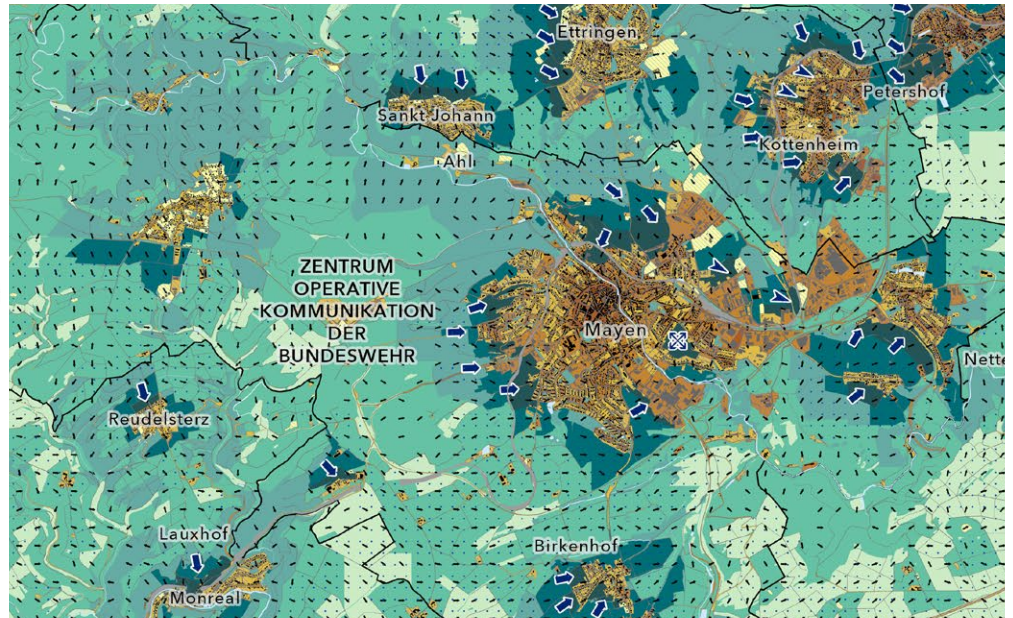 Ettringen
Petershof
Sankt Johann
Kottenheim
Ahl
ZENTRUM
OPERATIVE
KOMMUNIKATION
DER
BUNDESWEHR
Mayen
Nette
Reudelsterz
Lauxhof
Birkenhof
Monreal